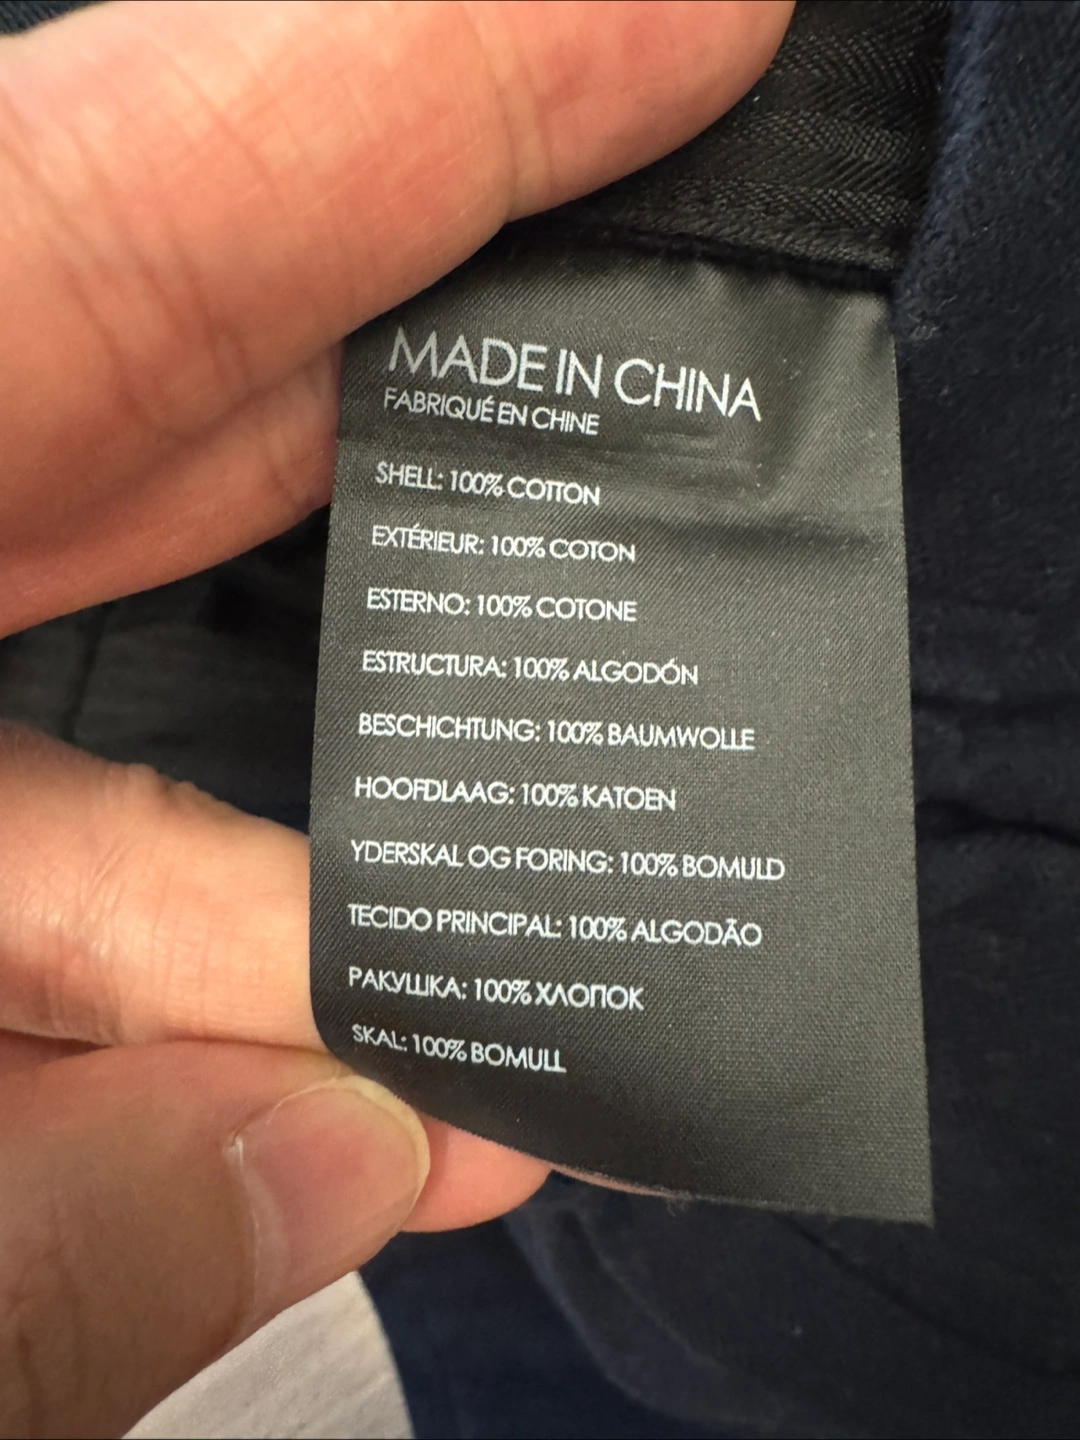 MADE IN CHINA
FABRIQUÉ EN CHINE
SHELL: 100% COTTON
EXTÉRIEUR: 100% COTON
ESTERNO: 100% COTONE
ESTRUCTURA: 100% ALGODÓN
BESCHICHTUNG: 100% BAUMWOLLE
HOOFDLAAG: 100% KATOEN
YDERSKAL OG FORING: 100% BOMULD
TECIDO PRINCIPAL: 100% ALGODÃO
РАКУШКА: 100% ХЛОПОК
SKAL: 100% BOMULL